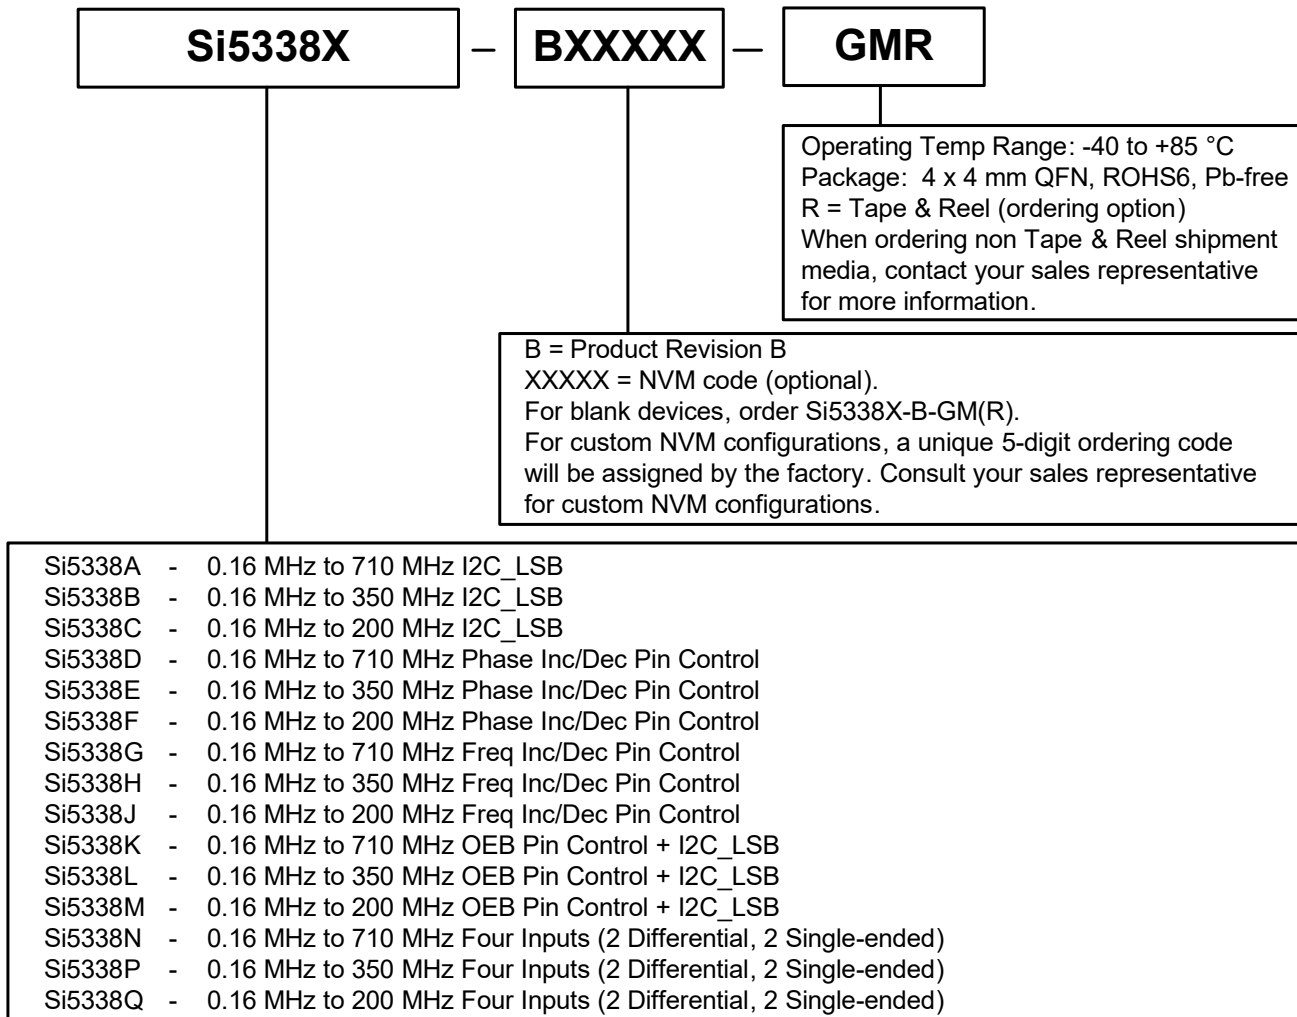 Si5338X – BXXXXX – GMR
Operating Temp Range: -40 to +85 °C
Package:  4 x 4 mm QFN, ROHS6, Pb-free
R = Tape & Reel (ordering option)
When ordering non Tape & Reel shipment
media, contact your sales representative
for more information.
B = Product Revision B
XXXXX = NVM code (optional).
For blank devices, order Si5338X-B-GM(R).
For custom NVM configurations, a unique 5-digit ordering code
will be assigned by the factory. Consult your sales representative
for custom NVM configurations.
Si5338A - 0.16 MHz to 710 MHz I2C_LSB
Si5338B - 0.16 MHz to 350 MHz I2C_LSB
Si5338C - 0.16 MHz to 200 MHz I2C_LSB
Si5338D - 0.16 MHz to 710 MHz Phase Inc/Dec Pin Control
Si5338E - 0.16 MHz to 350 MHz Phase Inc/Dec Pin Control
Si5338F - 0.16 MHz to 200 MHz Phase Inc/Dec Pin Control
Si5338G - 0.16 MHz to 710 MHz Freq Inc/Dec Pin Control
Si5338H - 0.16 MHz to 350 MHz Freq Inc/Dec Pin Control
Si5338J - 0.16 MHz to 200 MHz Freq Inc/Dec Pin Control
Si5338K - 0.16 MHz to 710 MHz OEB Pin Control + I2C_LSB
Si5338L - 0.16 MHz to 350 MHz OEB Pin Control + I2C_LSB
Si5338M - 0.16 MHz to 200 MHz OEB Pin Control + I2C_LSB
Si5338N - 0.16 MHz to 710 MHz Four Inputs (2 Differential, 2 Single-ended)
Si5338P - 0.16 MHz to 350 MHz Four Inputs (2 Differential, 2 Single-ended)
Si5338Q - 0.16 MHz to 200 MHz Four Inputs (2 Differential, 2 Single-ended)